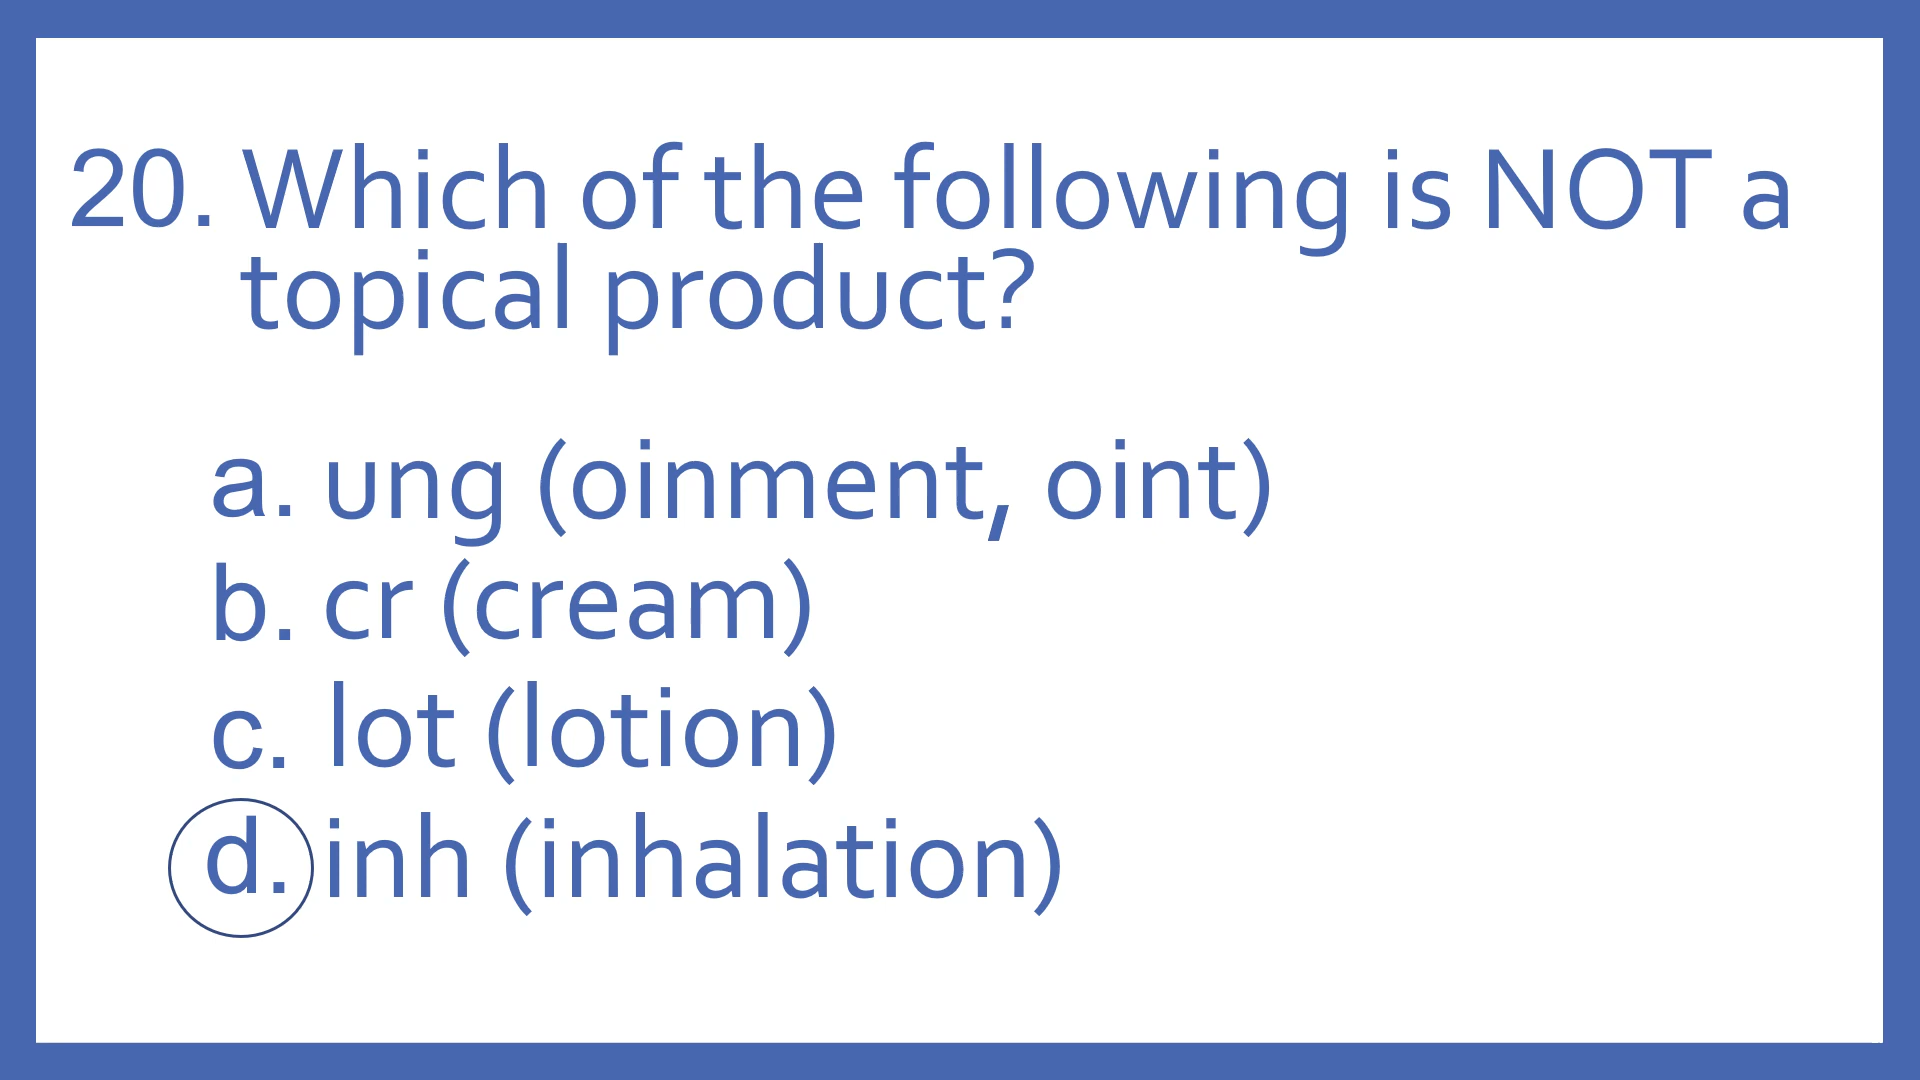 20. Which of the following is NOT a
topical product?
a. ung (oinment, oint)
b. cr (cream)
c. lot (lotion)
d. inh (inhalation)